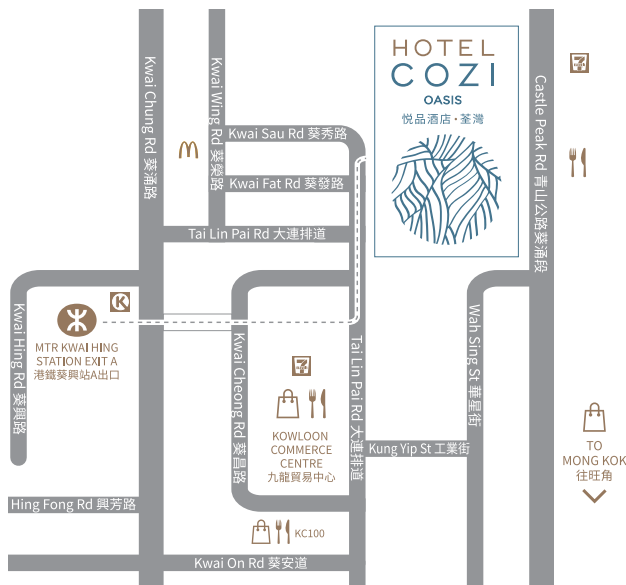 HOTEL
COZI
OASIS
悦品酒店·荃灣
7
ELEVEN
Castle Peak Rd 青山公路葵涌段
Kwai Chung Rd 葵涌路
Kwai Wing Rd 葵榮路
Kwai Sau Rd 葵秀路
Kwai Fat Rd 葵發路
Tai Lin Pai Rd 大連排道
Kwai Hing Rd 葵興路
K
MTR KWAI HING
STATION EXIT A
港鐵葵興站A出口
Kwai Cheong Rd 葵昌路
7
ELEVEN
KOWLOON
COMMERCE
CENTRE
九龍貿易中心
Tai Lin Pai Rd 大連排道
Wah Sing St 華星街
Kung Yip St 工業街
TO
MONG KOK
往旺角
Hing Fong Rd 興芳路
KC100
Kwai On Rd 葵安道